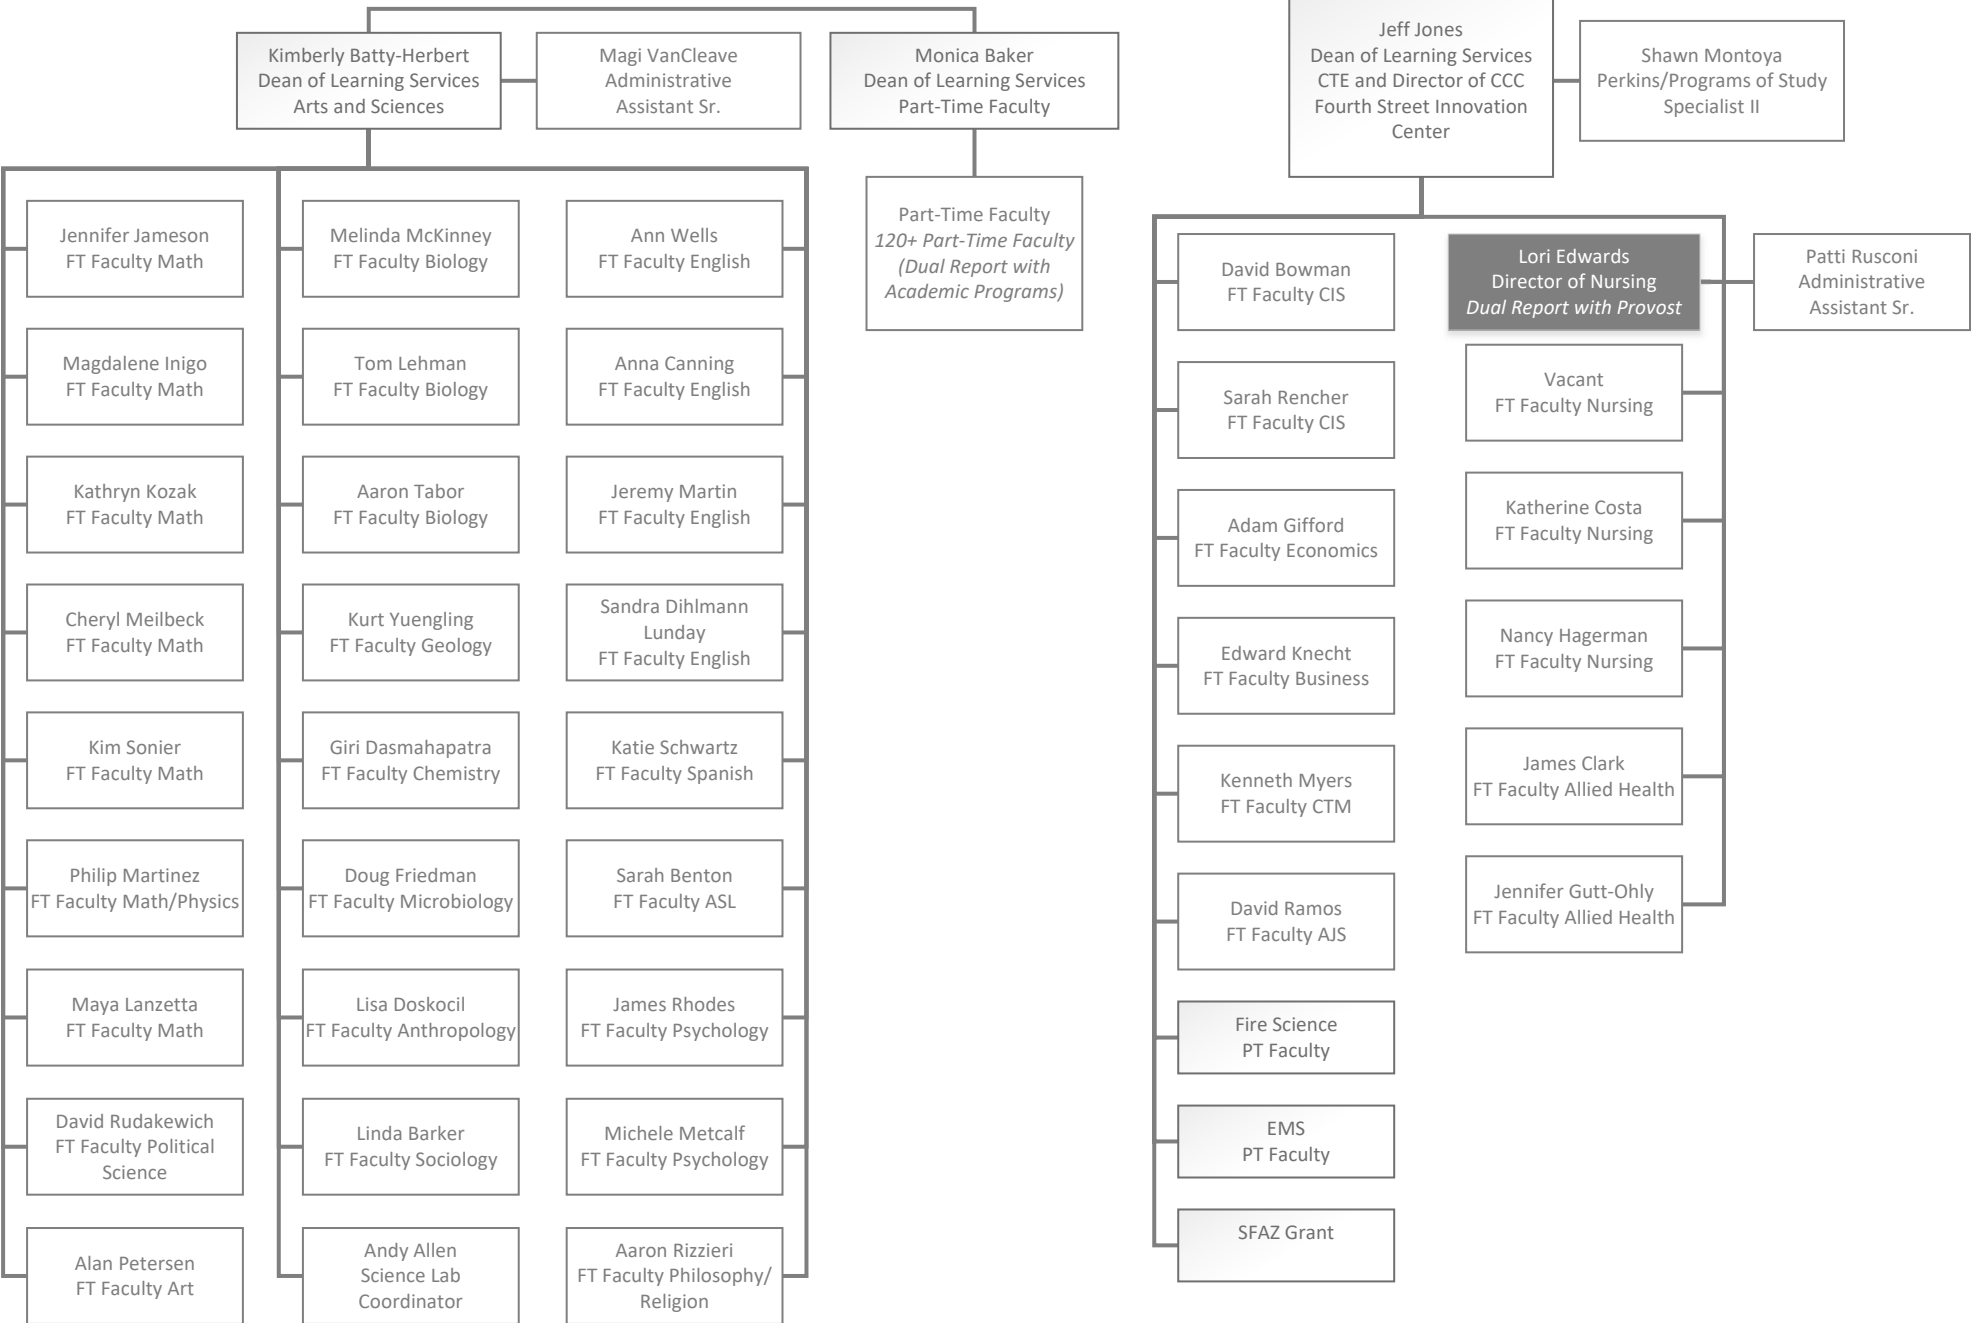 Kimberly Batty-Herbert
Dean of Learning Services
Arts and Sciences
Magi VanCleave
Administrative
Assistant Sr.
Monica Baker
Dean of Learning Services
Part-Time Faculty
Jeff Jones
Dean of Learning Services
CTE and Director of CCC
Fourth Street Innovation
Center
Shawn Montoya
Perkins/Programs of Study
Specialist II
Jennifer Jameson
FT Faculty Math
Magdalene Inigo
FT Faculty Math
Kathryn Kozak
FT Faculty Math
Cheryl Meilbeck
FT Faculty Math
Kim Sonier
FT Faculty Math
Philip Martinez
FT Faculty Math/Physics
Maya Lanzetta
FT Faculty Math
David Rudakewich
FT Faculty Political
Science
Alan Petersen
FT Faculty Art
Melinda McKinney
FT Faculty Biology
Tom Lehman
FT Faculty Biology
Aaron Tabor
FT Faculty Biology
Kurt Yuengling
FT Faculty Geology
Giri Dasmahapatra
FT Faculty Chemistry
Doug Friedman
FT Faculty Microbiology
Lisa Doskocil
FT Faculty Anthropology
Linda Barker
FT Faculty Sociology
Andy Allen
Science Lab
Coordinator
Ann Wells
FT Faculty English
Anna Canning
FT Faculty English
Jeremy Martin
FT Faculty English
Sandra Dihlmann
Lunday
FT Faculty English
Katie Schwartz
FT Faculty Spanish
Sarah Benton
FT Faculty ASL
James Rhodes
FT Faculty Psychology
Michele Metcalf
FT Faculty Psychology
Aaron Rizzieri
FT Faculty Philosophy/
Religion
Part-Time Faculty
120+ Part-Time Faculty
(Dual Report with
Academic Programs)
David Bowman
FT Faculty CIS
Sarah Rencher
FT Faculty CIS
Adam Gifford
FT Faculty Economics
Edward Knecht
FT Faculty Business
Kenneth Myers
FT Faculty CTM
David Ramos
FT Faculty AJS
Fire Science
PT Faculty
EMS
PT Faculty
SFAZ Grant
Lori Edwards
Director of Nursing
Dual Report with Provost
Patti Rusconi
Administrative
Assistant Sr.
Vacant
FT Faculty Nursing
Katherine Costa
FT Faculty Nursing
Nancy Hagerman
FT Faculty Nursing
James Clark
FT Faculty Allied Health
Jennifer Gutt-Ohly
FT Faculty Allied Health